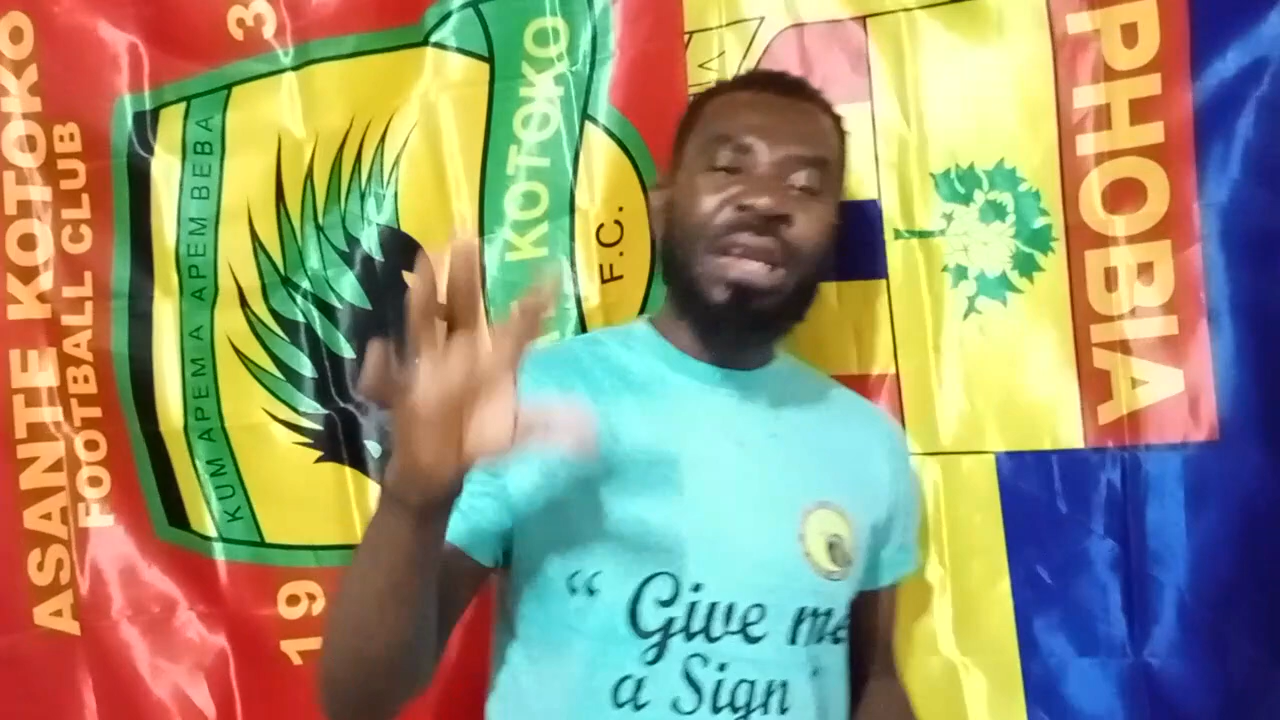 ASANTE KOTOKO
FOOTBALL CLUB
19
3
KUM APEM A APEM BEBA
KOTOKO
F.C.
PHOBIA
“ Give me
a Sign